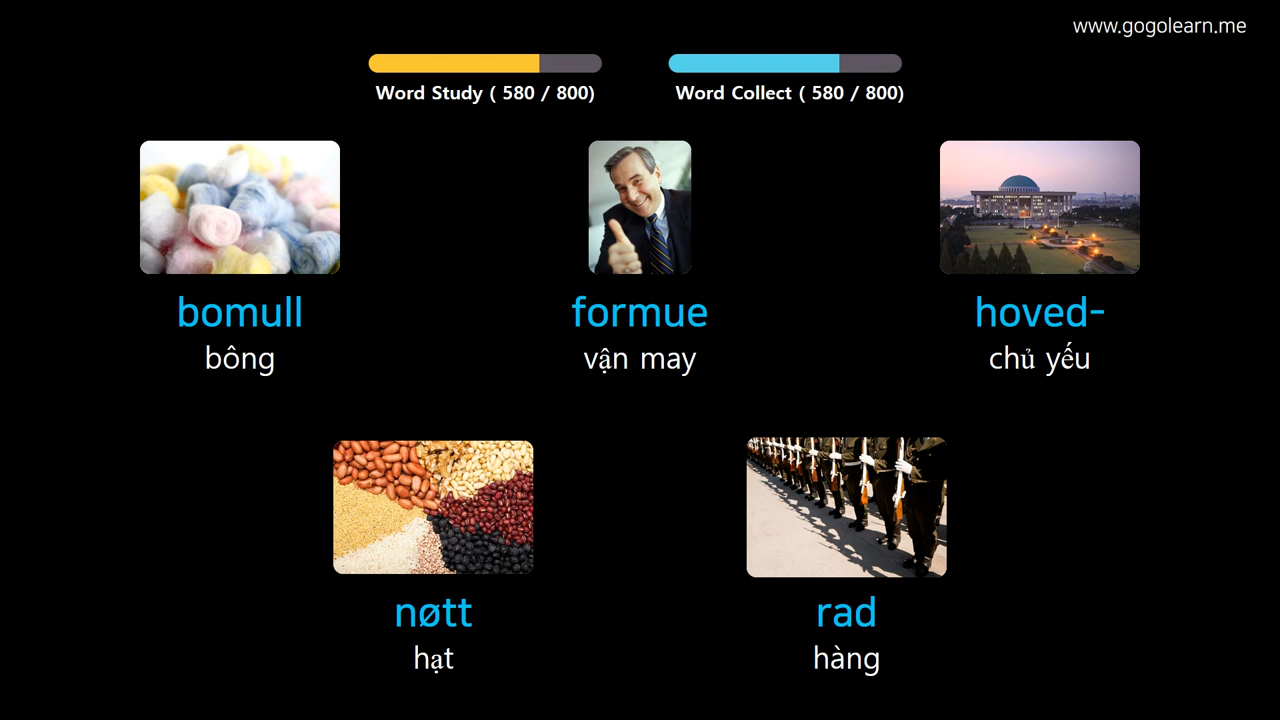 www.gogolearn.me
Word Study ( 580 / 800)
Word Collect ( 580 / 800)
bomull
bông
formue
vận may
hoved-
chủ yếu
nøtt
hạt
rad
hàng